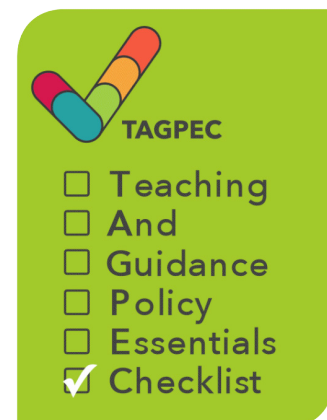 TAGPEC
Teaching
And
Guidance
Policy
Essentials
Checklist